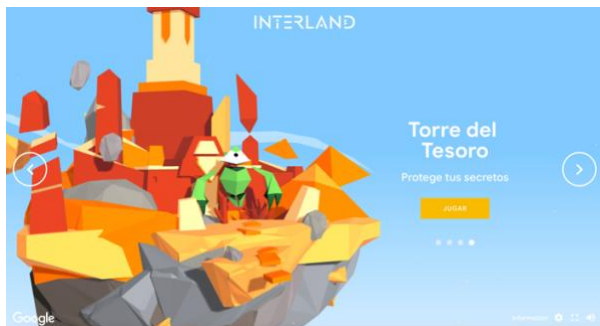 INTERLAND
Torre del
Tesoro
Protege tus secretos
JUGAR
Google